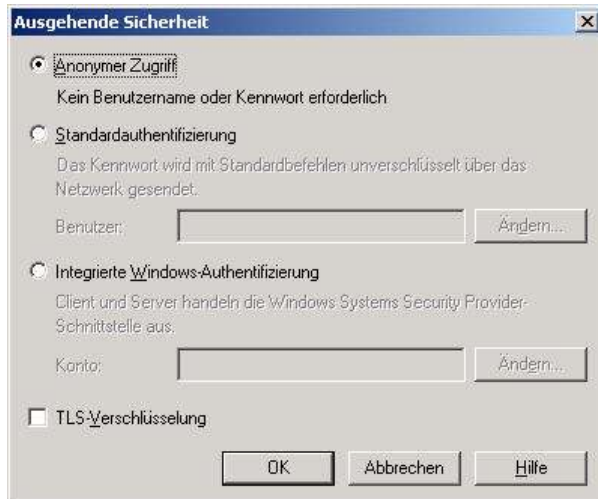 Ausgehende Sicherheit
Anonymer Zugriff
Kein Benutzername oder Kennwort erforderlich
Standardauthentifizierung
Das Kennwort wird mit Standardbefehlen unverschlüsselt über das
Netzwerk gesendet.
Benutzer:
Ändern...
Integrierte Windows-Authentifizierung
Client und Server handeln die Windows Systems Security Provider-
Schnittstelle aus.
Konto:
Ändern...
TLS-Verschlüsselung
OK
Abbrechen
Hilfe